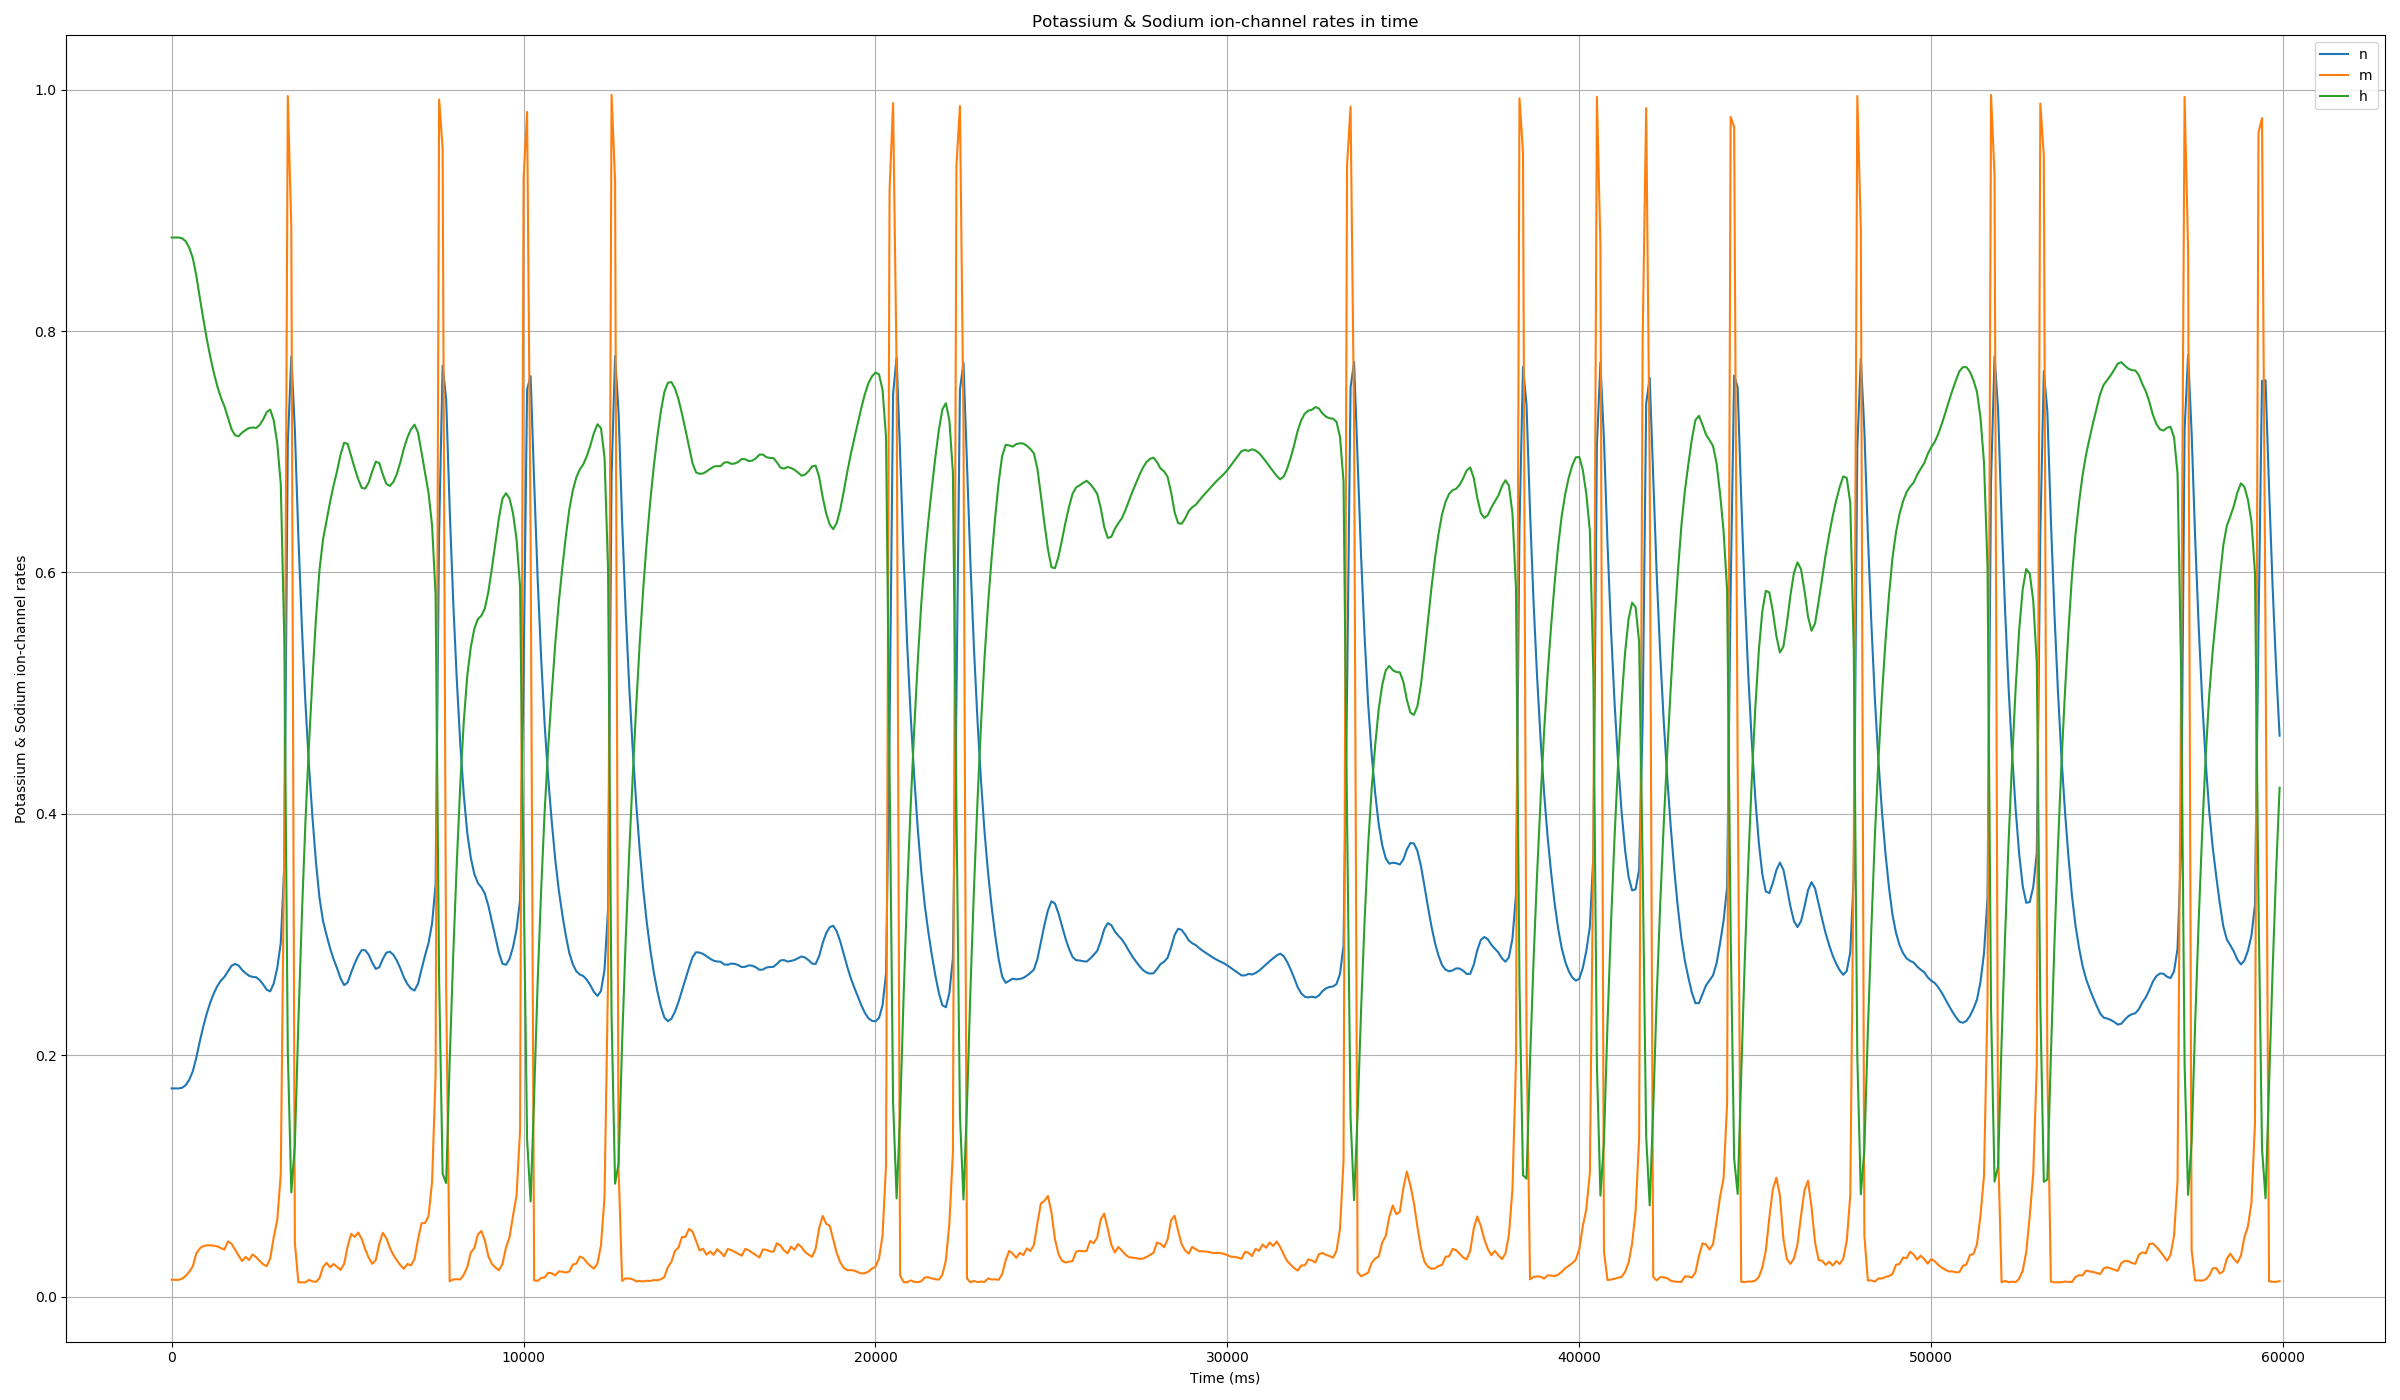 Potassium & Sodium ion-channel rates in time
n
m
h
1.0
0.8
0.6
0.4
0.2
0.0
Potassium & Sodium ion-channel rates
0
10000
20000
30000
40000
50000
60000
Time (ms)